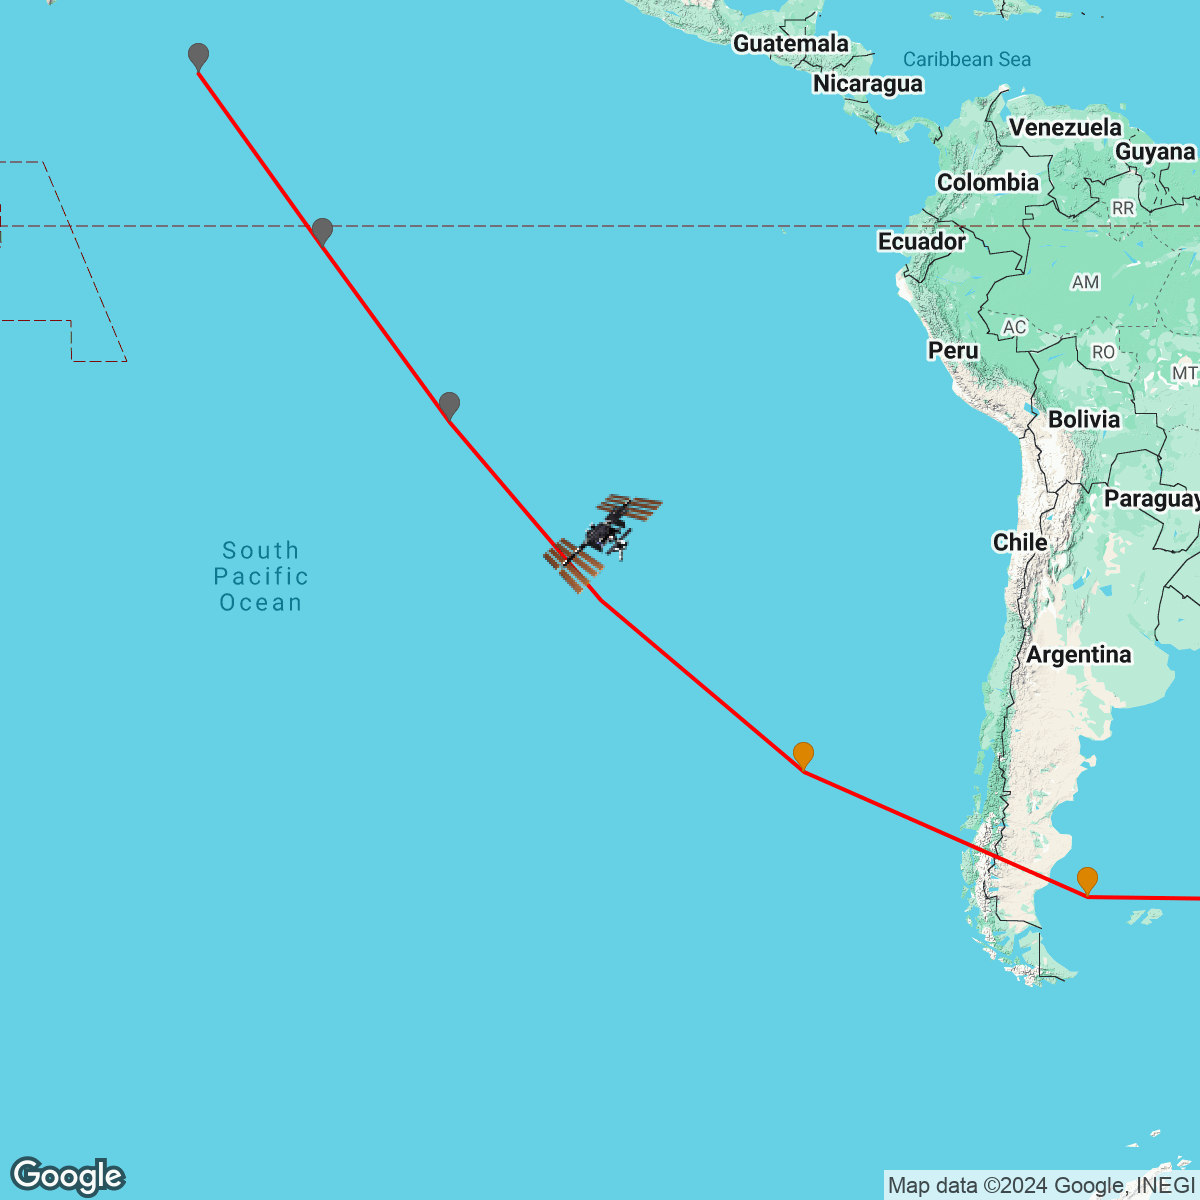 Guatemala
Caribbean Sea
Nicaragua
Venezuela
Guyana
Colombia
RR
Ecuador
AM
AC
Peru
RO
MT
Bolivia
Paraguay
Chile
South
Pacific
Ocean
Argentina
Google
Map data ©2024 Google, INEGI